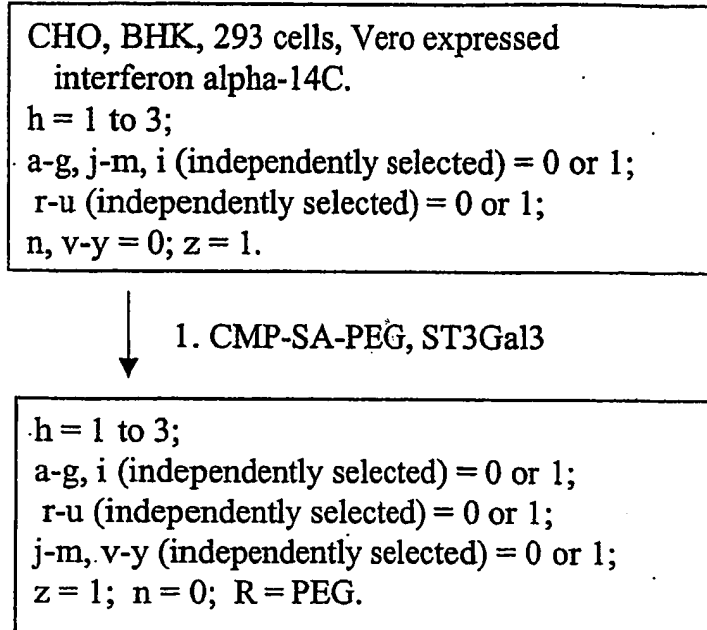 CHO, BHK, 293 cells, Vero expressed
interferon alpha-14C.
h = 1 to 3;
a-g, j-m, i (independently selected) = 0 or 1;
r-u (independently selected) = 0 or 1;
n, v-y = 0; z = 1.
1. CMP-SA-PEG, ST3Gal3
h = 1 to 3;
a-g, i (independently selected) = 0 or 1;
r-u (independently selected) = 0 or 1;
j-m, v-y (independently selected) = 0 or 1;
z = 1; n = 0; R = PEG.